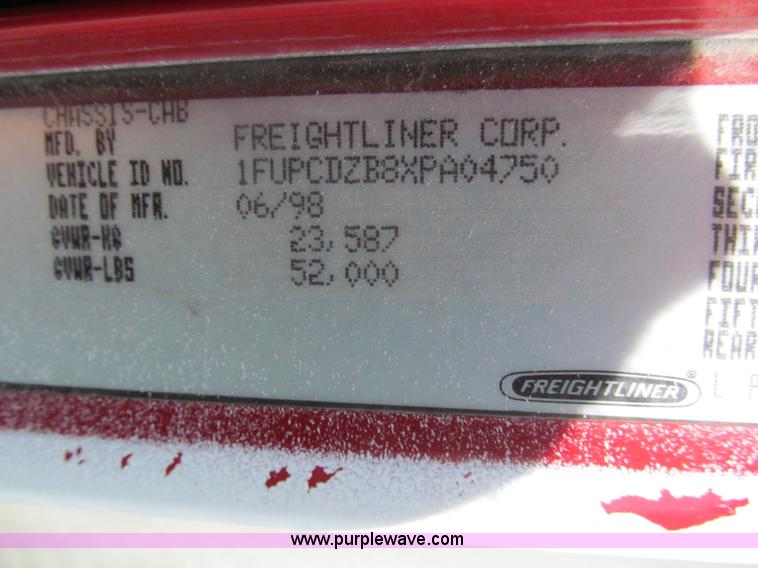 CHASSIS-CAB
MFD. BY FREIGHTLINER CORP.
VEHICLE ID NO. 1FUPCDZB8XPA04750
DATE OF MFR. 06/98
GVWR-KG 23,587
GVWR-LBS 52,000
FREIGHTLINER®
www.purplewave.com